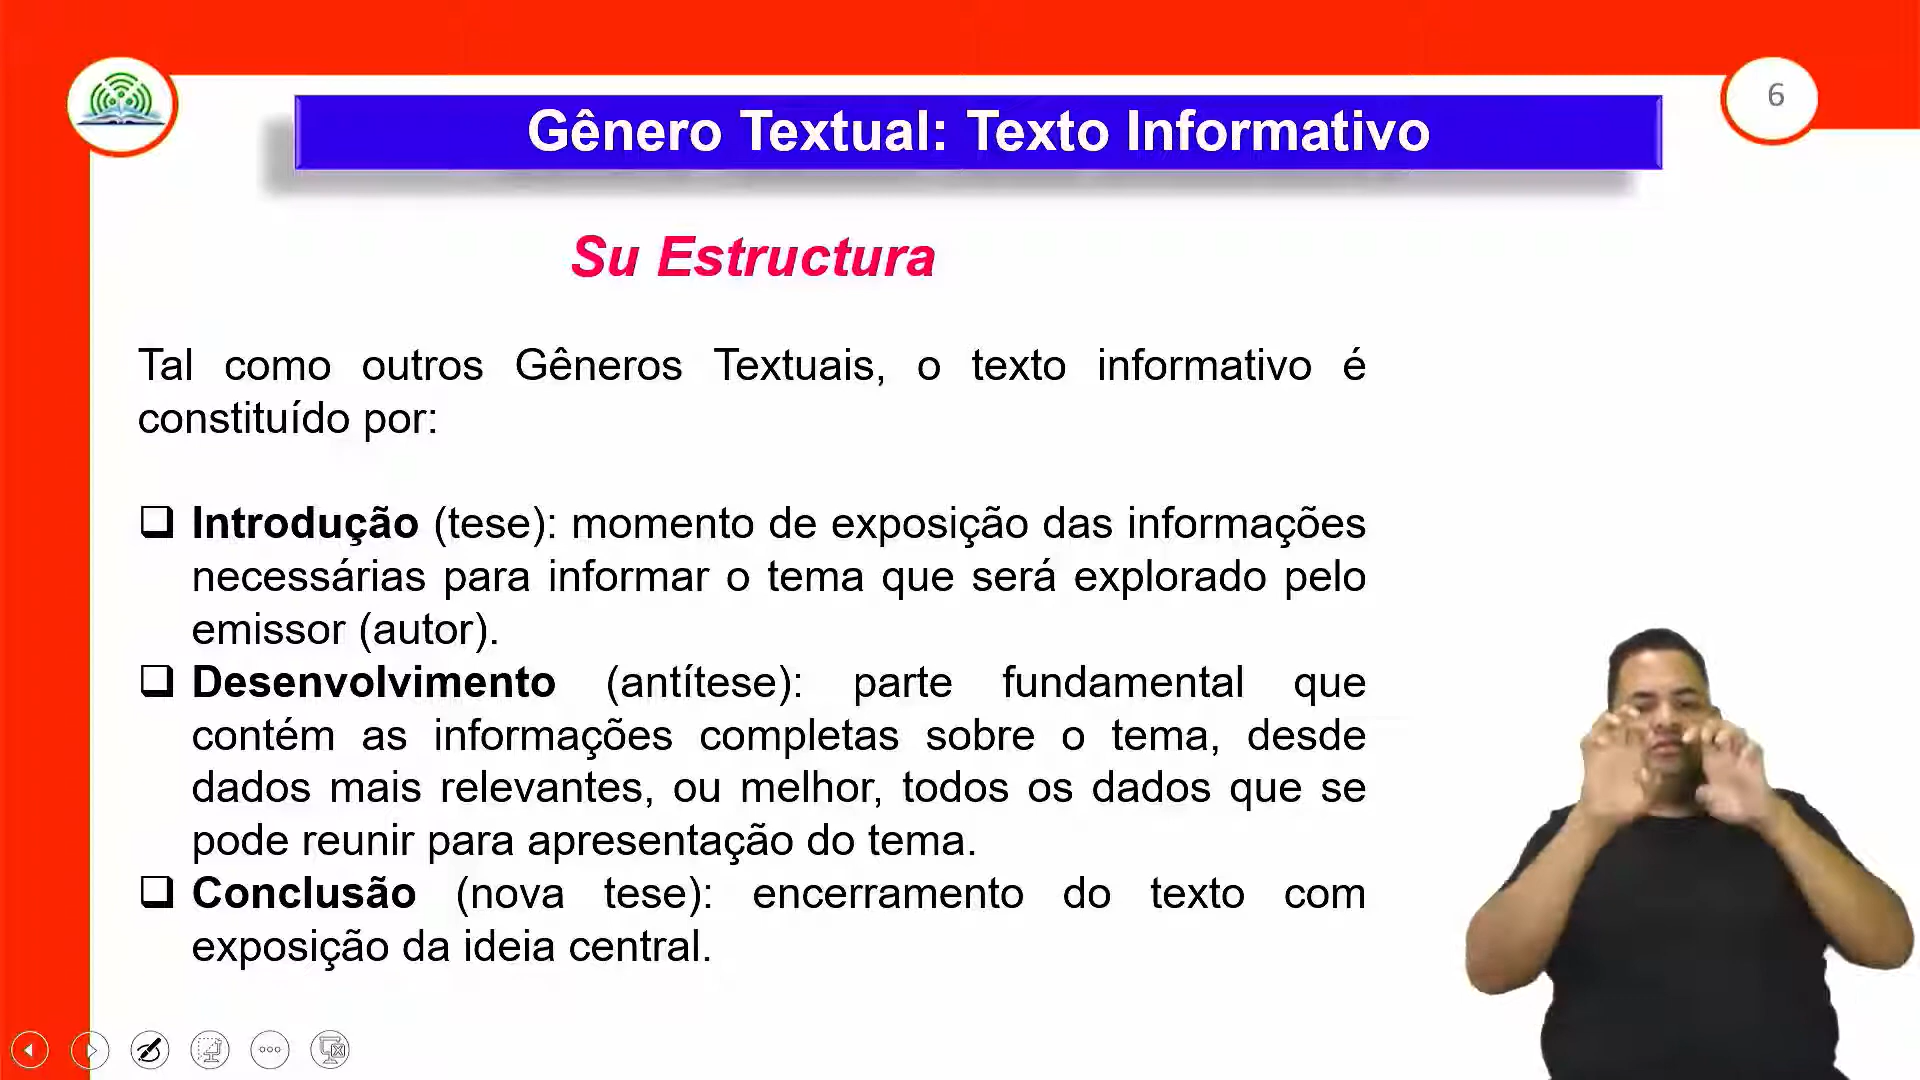 6
Gênero Textual: Texto Informativo
Su Estructura
Tal como outros Gêneros Textuais, o texto informativo é
constituído por:
Introdução (tese): momento de exposição das informações
necessárias para informar o tema que será explorado pelo
emissor (autor).
Desenvolvimento (antítese): parte fundamental que
contém as informações completas sobre o tema, desde
dados mais relevantes, ou melhor, todos os dados que se
pode reunir para apresentação do tema.
Conclusão (nova tese): encerramento do texto com
exposição da ideia central.